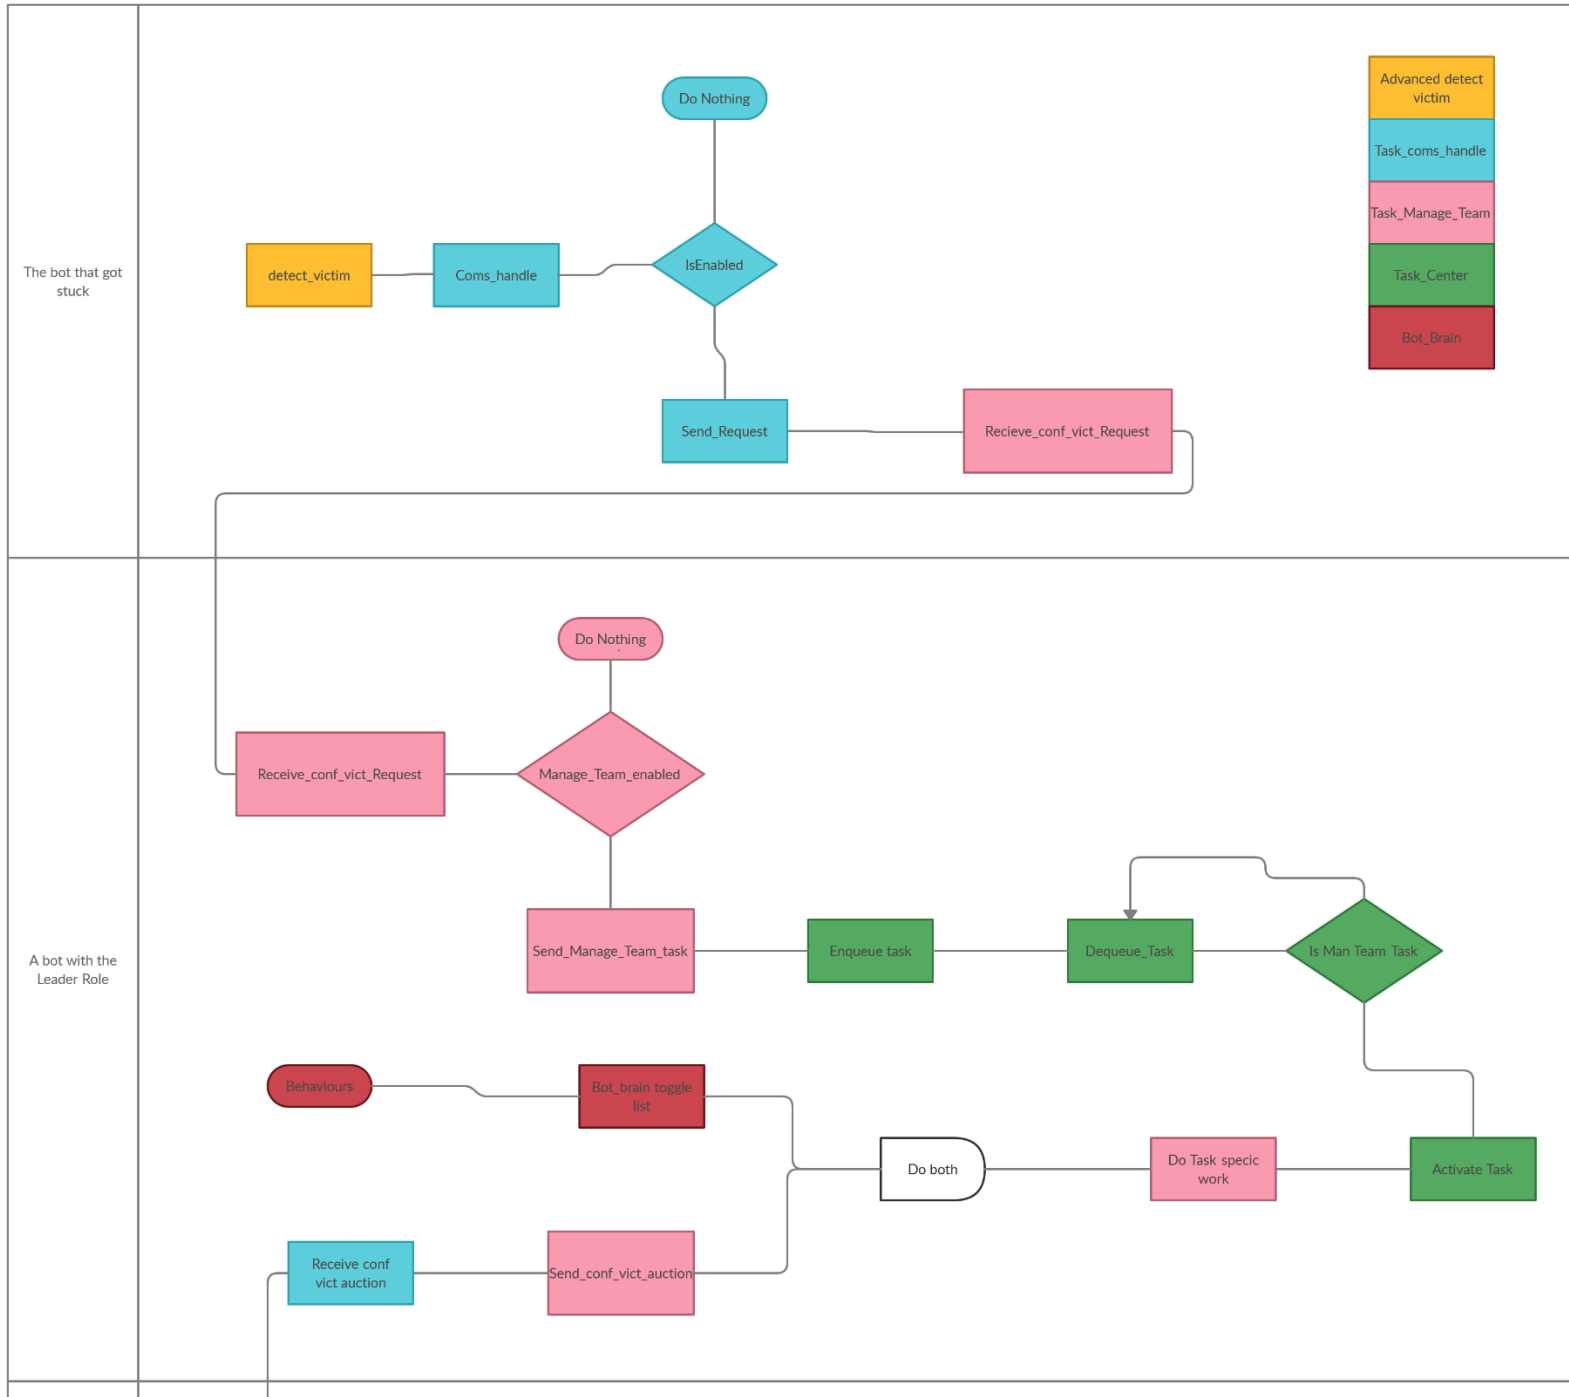 Do Nothing
Advanced detect
victim
Task_coms_handle
Task_Manage_Team
Task_Center
Bot_Brain
The bot that got
stuck
detect_victim
Coms_handle
IsEnabled
Send_Request
Recieve_conf_vict_Request
Do Nothing
Receive_conf_vict_Request
Manage_Team_enabled
A bot with the
Leader Role
Send_Manage_Team_task
Enqueue task
Dequeue_Task
Is Man Team Task
Behaviours
Bot_brain toggle
list
Do both
Do Task specic
work
Activate Task
Receive conf
vict auction
Send_conf_vict_auction